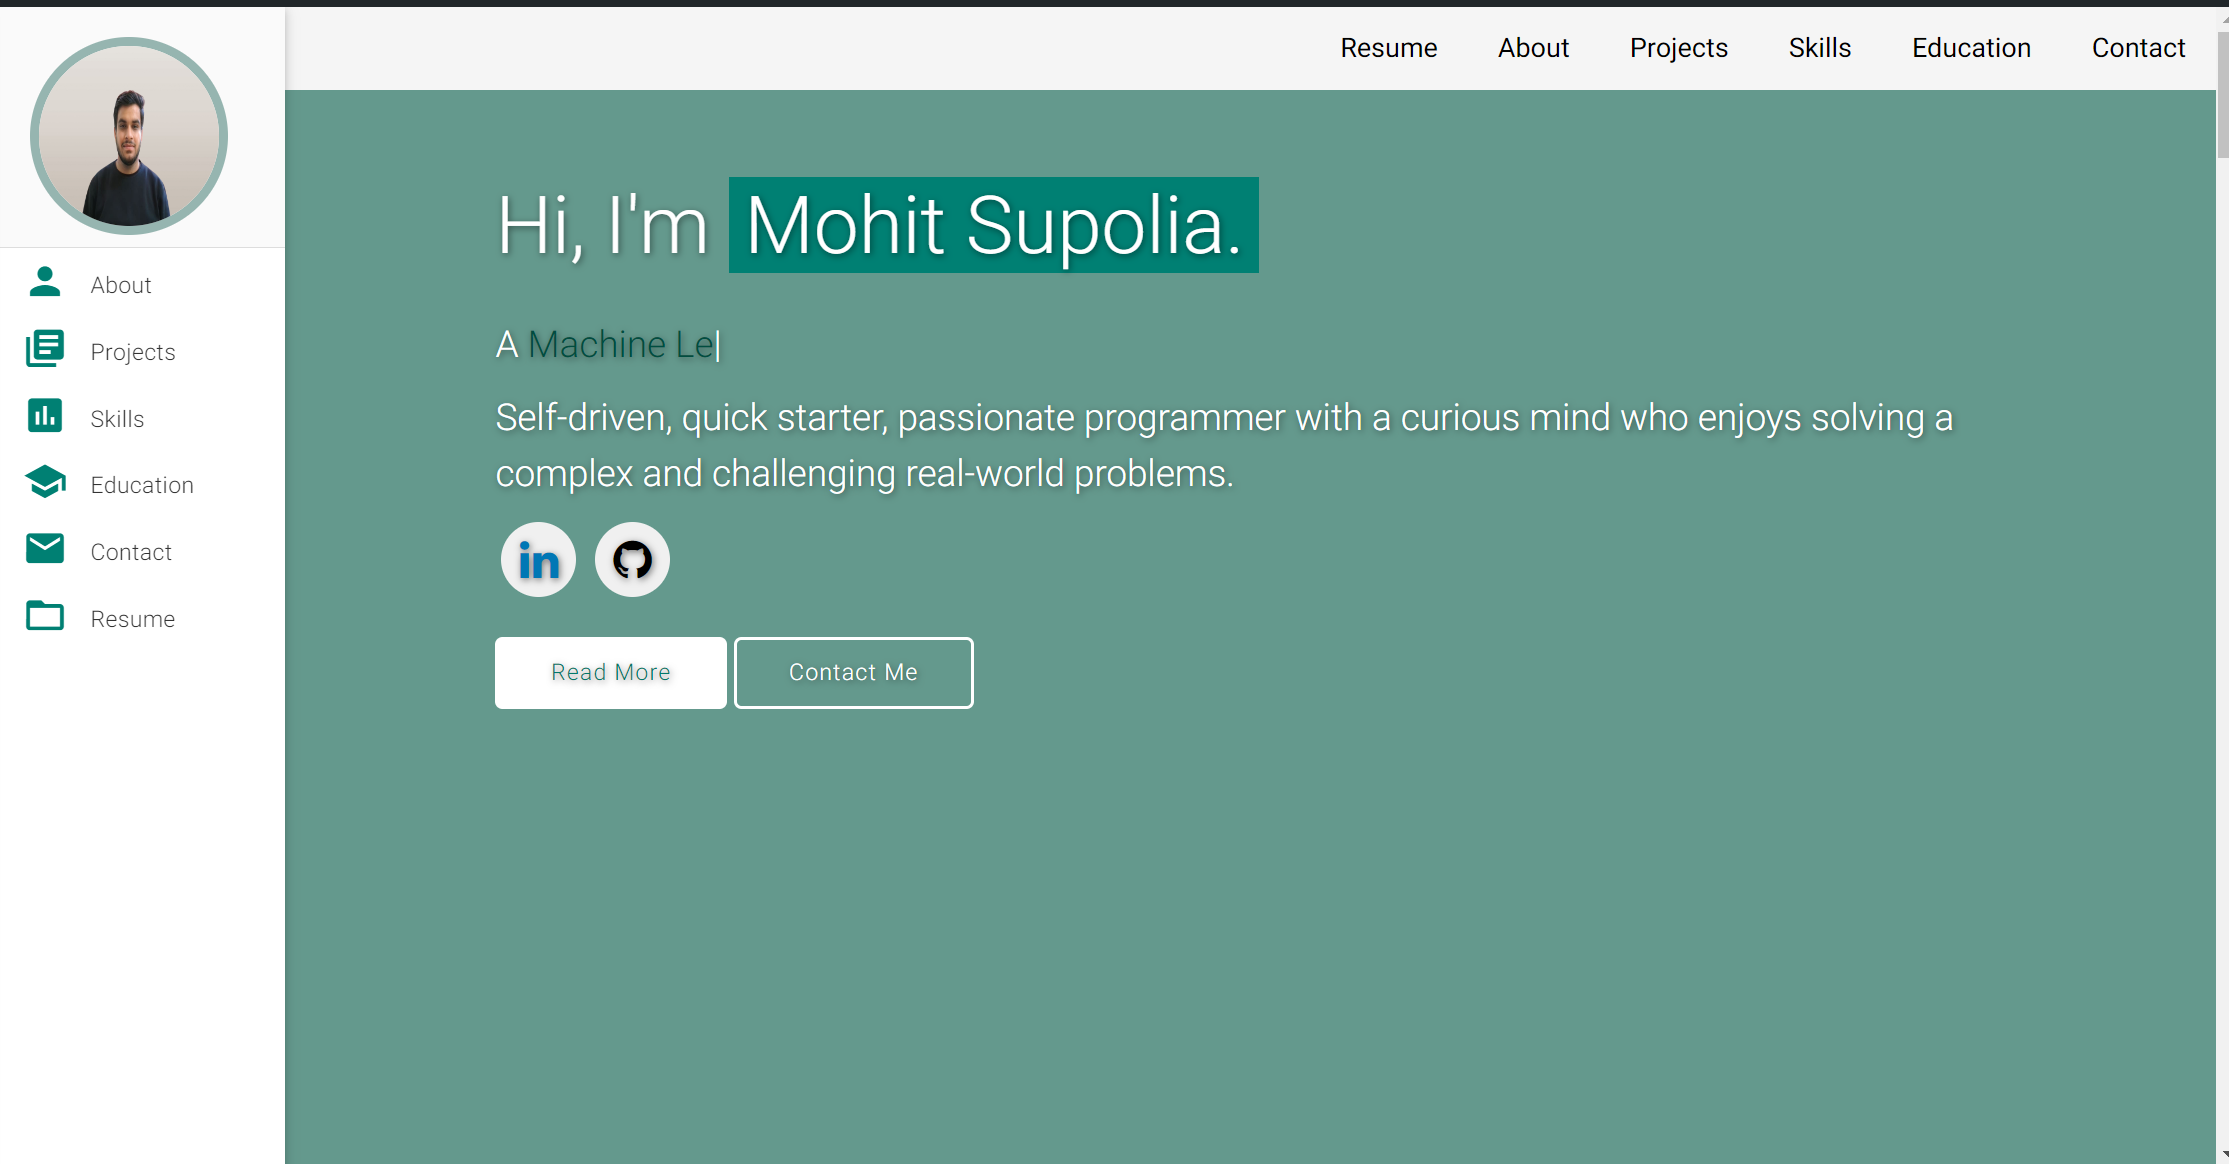 Resume About Projects Skills Education Contact
About
Projects
Skills
Education
Contact
Resume
Hi, I'm Mohit Supolia.
A Machine Le|
Self-driven, quick starter, passionate programmer with a curious mind who enjoys solving a
complex and challenging real-world problems.
in
Read More Contact Me